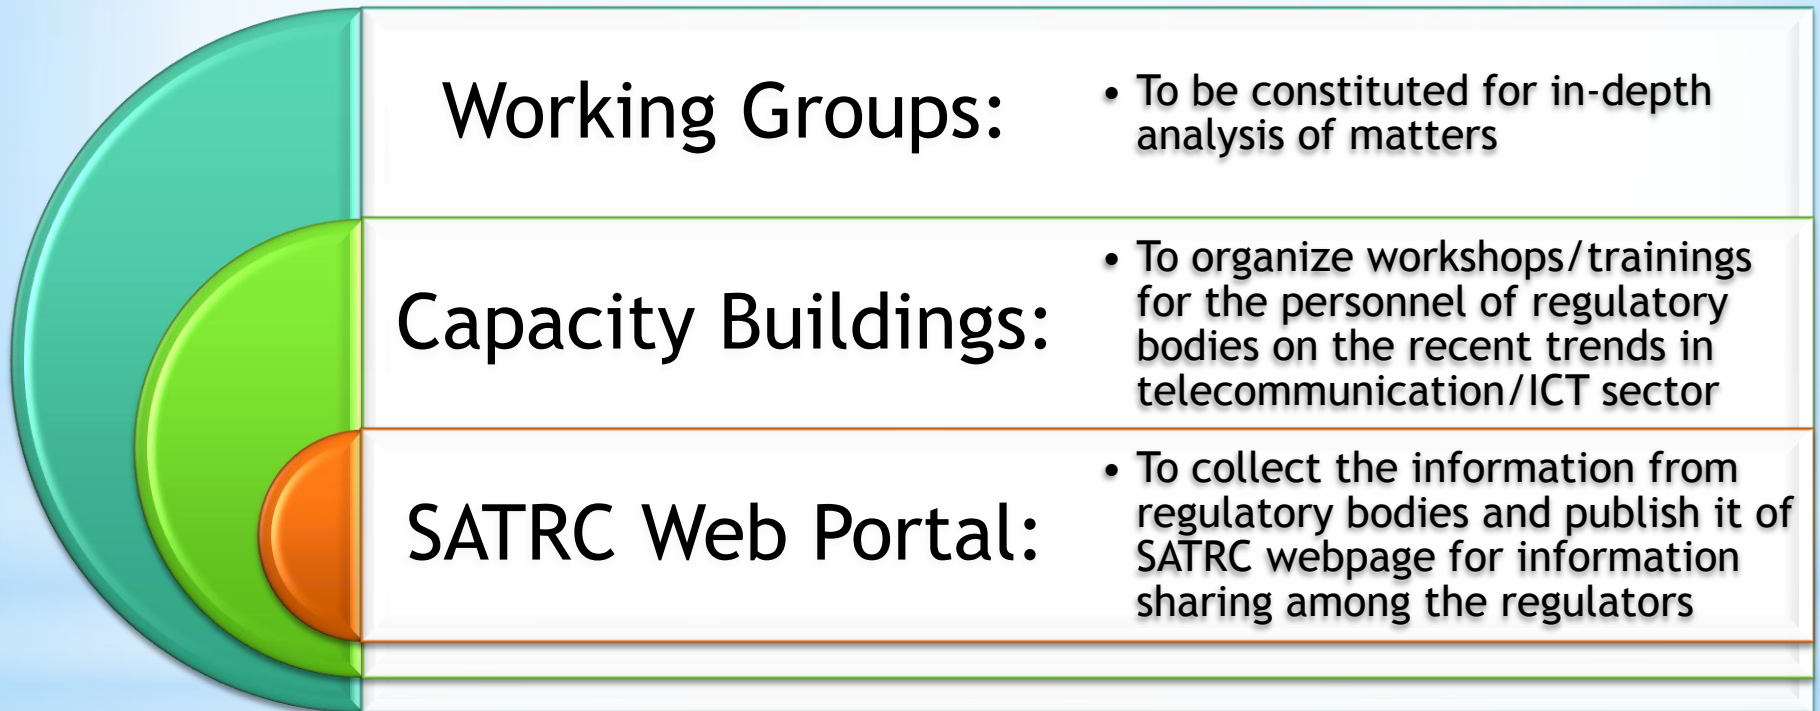 Working Groups:
• To be constituted for in-depth
analysis of matters
Capacity Buildings:
• To organize workshops/trainings
for the personnel of regulatory
bodies on the recent trends in
telecommunication/ICT sector
SATRC Web Portal:
• To collect the information from
regulatory bodies and publish it of
SATRC webpage for information
sharing among the regulators